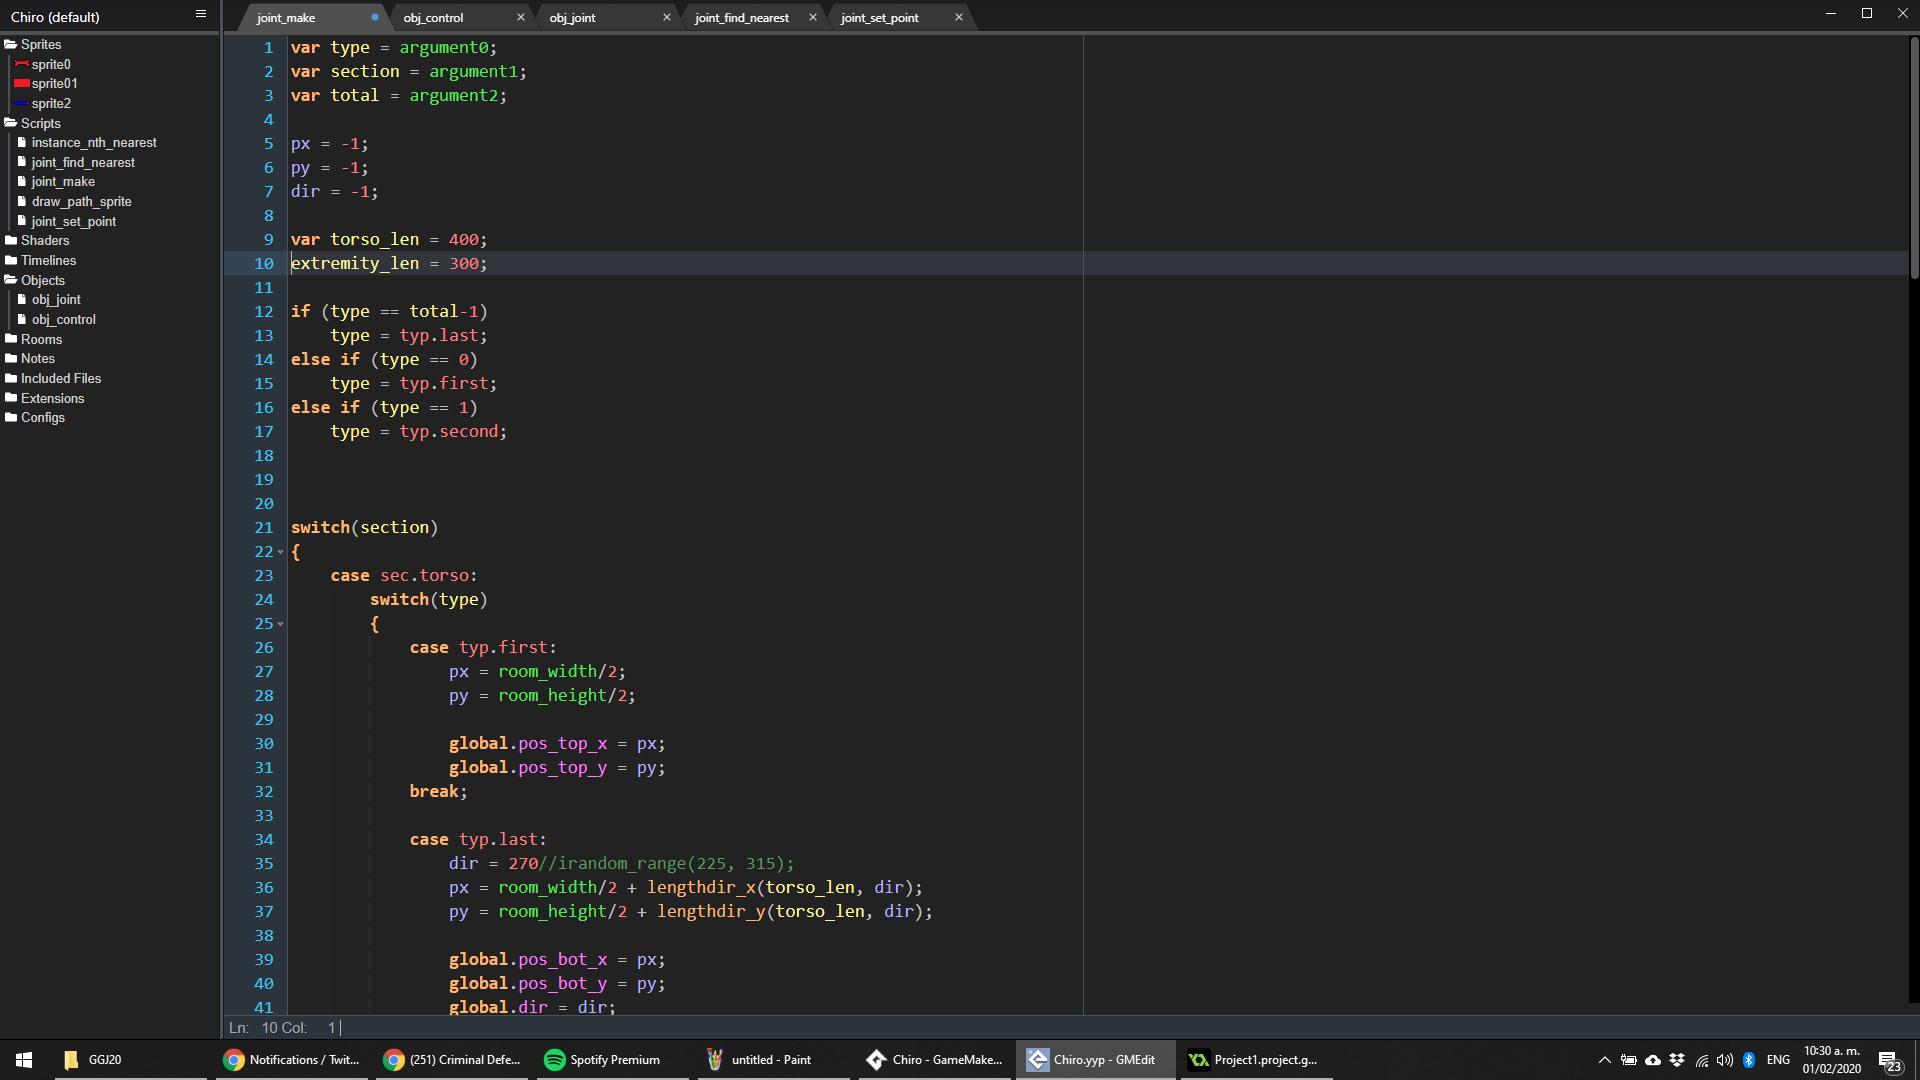 Chiro (default)
joint_make
obj_control
obj_joint
joint_find_nearest
joint_set_point
Sprites
sprite0
sprite01
sprite2
Scripts
instance_nth_nearest
joint_find_nearest
joint_make
draw_path_sprite
joint_set_point
Shaders
Timelines
Objects
obj_joint
obj_control
Rooms
Notes
Included Files
Extensions
Configs
1 var type = argument0;
2 var section = argument1;
3 var total = argument2;
4
5 px = -1;
6 py = -1;
7 dir = -1;
8
9 var torso_len = 400;
10 extremity_len = 300;
11
12 if (type == total-1)
13 type = typ.last;
14 else if (type == 0)
15 type = typ.first;
16 else if (type == 1)
17 type = typ.second;
18
19
20
21 switch(section)
22 {
23 case sec.torso:
24 switch(type)
25 {
26 case typ.first:
27 px = room_width/2;
28 py = room_height/2;
29
30 global.pos_top_x = px;
31 global.pos_top_y = py;
32 break;
33
34 case typ.last:
35 dir = 270//irandom_range(225, 315);
36 px = room_width/2 + lengthdir_x(torso_len, dir);
37 py = room_height/2 + lengthdir_y(torso_len, dir);
38
39 global.pos_bot_x = px;
40 global.pos_bot_y = py;
41 global.dir = dir;
Ln: 10 Col: 1
GGJ20
Notifications / Twit...
(251) Criminal Defe...
Spotify Premium
untitled - Paint
Chiro - GameMake...
Chiro.yyp - GMEdit
Project1.project.g...
ENG
10:30 a. m.
01/02/2020
23